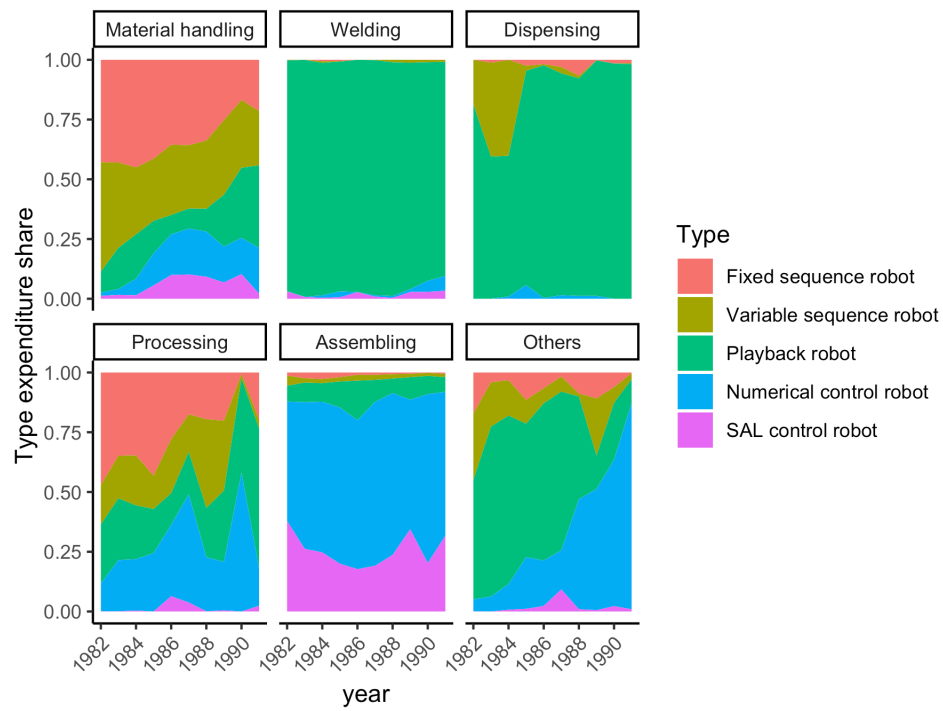 Material handling Welding Dispensing
1.00
0.75
0.50
0.25
0.00
Processing Assembling Others
1.00
0.75
0.50
0.25
0.00
1982 1984 1986 1988 1990 1982 1984 1986 1988 1990 1982 1984 1986 1988 1990
year
Type expenditure share
Type
Fixed sequence robot
Variable sequence robot
Playback robot
Numerical control robot
SAL control robot